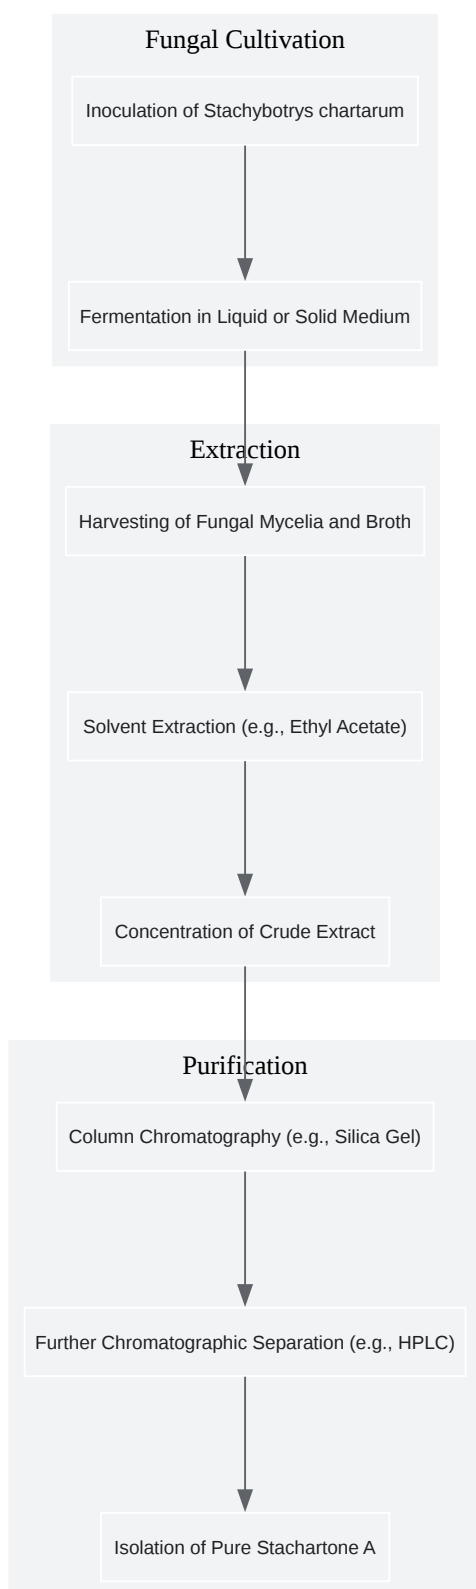 Fungal Cultivation
Inoculation of Stachybotrys chartarum
Fermentation in Liquid or Solid Medium
Extraction
Harvesting of Fungal Mycelia and Broth
Solvent Extraction (e.g., Ethyl Acetate)
Concentration of Crude Extract
Purification
Column Chromatography (e.g., Silica Gel)
Further Chromatographic Separation (e.g., HPLC)
Isolation of Pure Stachartone A